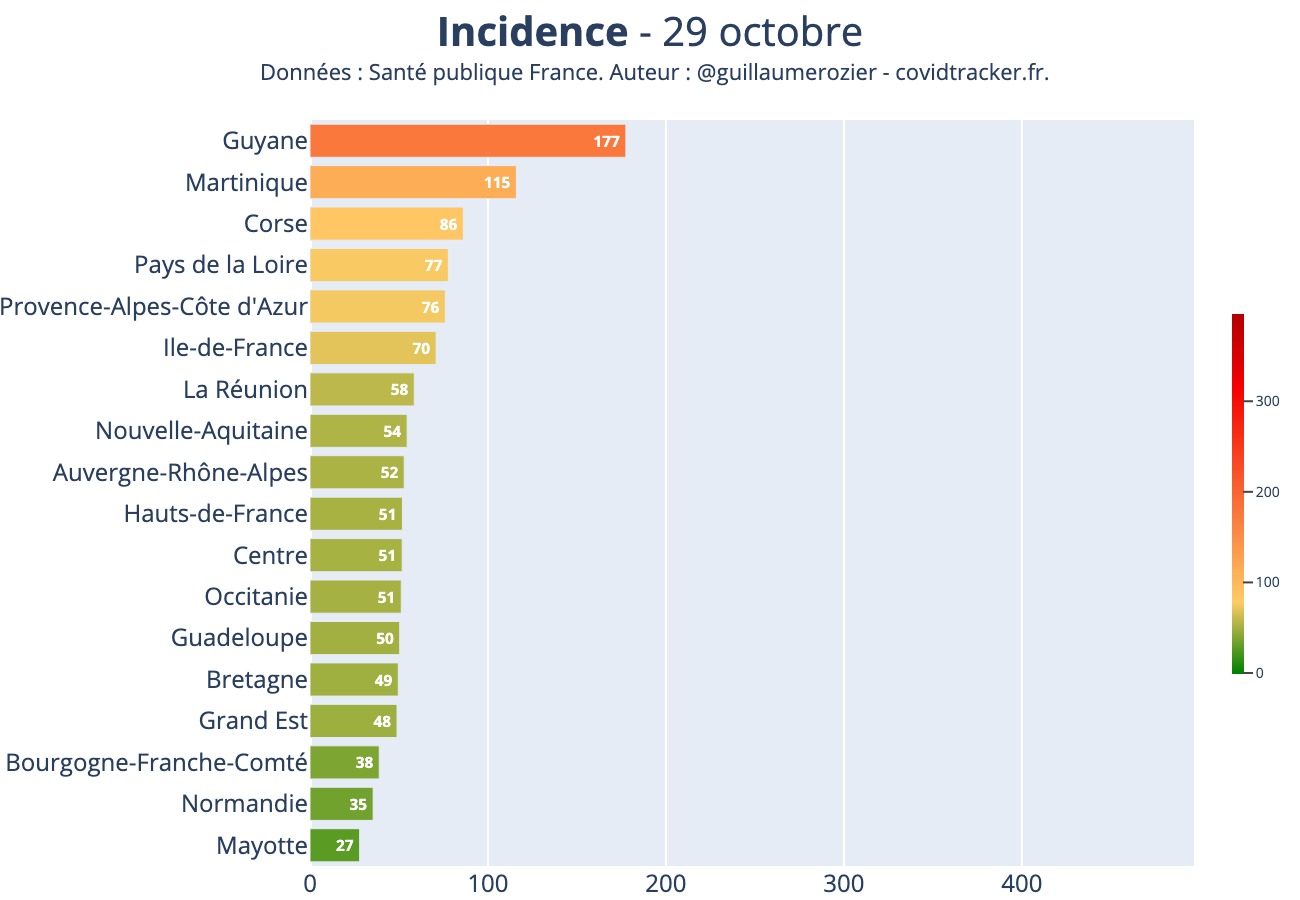 Incidence - 29 octobre
Données : Santé publique France. Auteur : @guillaumerozier - covidtracker.fr.
Guyane 177
Martinique 115
Corse 86
Pays de la Loire 77
Provence-Alpes-Côte d'Azur 76
Ile-de-France 70
La Réunion 58
Nouvelle-Aquitaine 54
Auvergne-Rhône-Alpes 52
Hauts-de-France 51
Centre 51
Occitanie 51
Guadeloupe 50
Bretagne 49
Grand Est 48
Bourgogne-Franche-Comté 38
Normandie 35
Mayotte 27
0 100 200 300 400
300
200
100
0